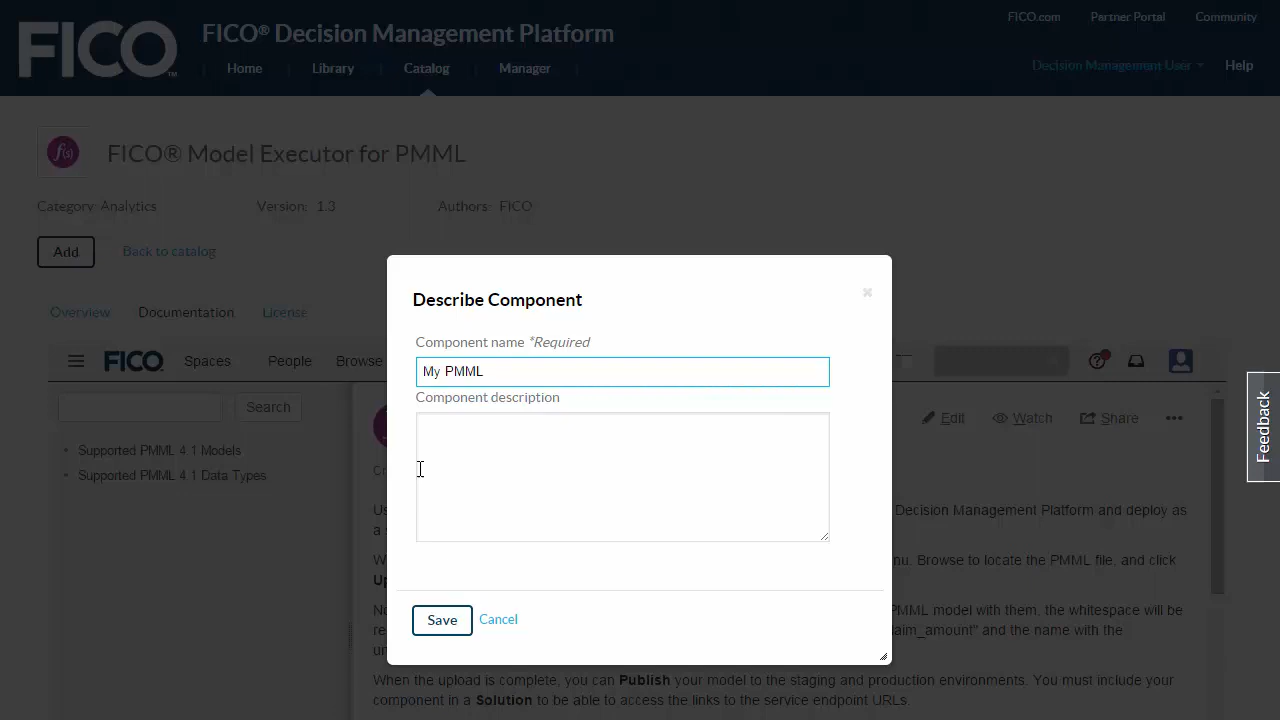 FICO.com Partner Portal Community
FICO™
FICO® Decision Management Platform
Home Library Catalog Manager
Decision Management User Help
f(s)
FICO® Model Executor for PMML
Category: Analytics Version: 1.3 Authors: FICO
Add Back to catalog
Overview Documentation License
FICO Spaces People Browse
Search
Supported PMML 4 1 Models
Supported PMML 4 1 Data Types
Edit Watch Share •••
Decision Management Platform and deploy as
a
Browse to locate the PMML file, and click
PMML model with them, the whitespace will be
and the name with the
When the upload is complete, you can Publish your model to the staging and production environments. You must include your
component in a Solution to be able to access the links to the service endpoint URLs.
Describe Component
Component name *Required
My PMML
Component description
Save Cancel
Feedback